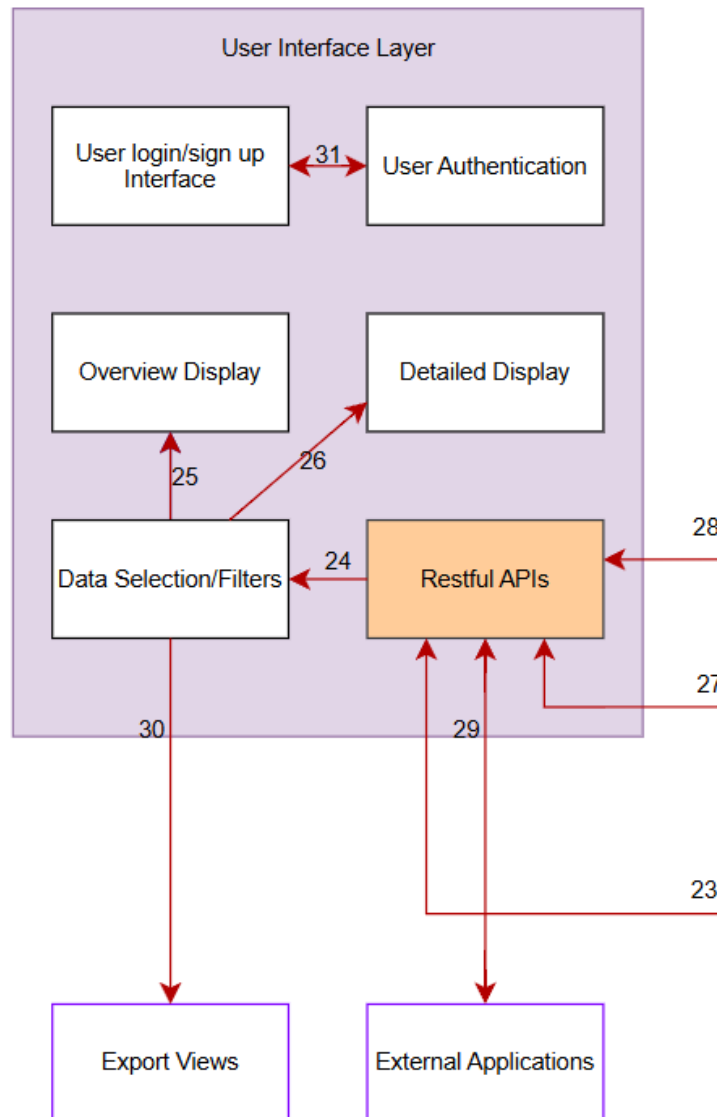 User Interface Layer
User login/sign up
Interface
31
User Authentication
Overview Display
Detailed Display
25
26
Data Selection/Filters
24
Restful APIs
28
27
30
29
23
Export Views
External Applications